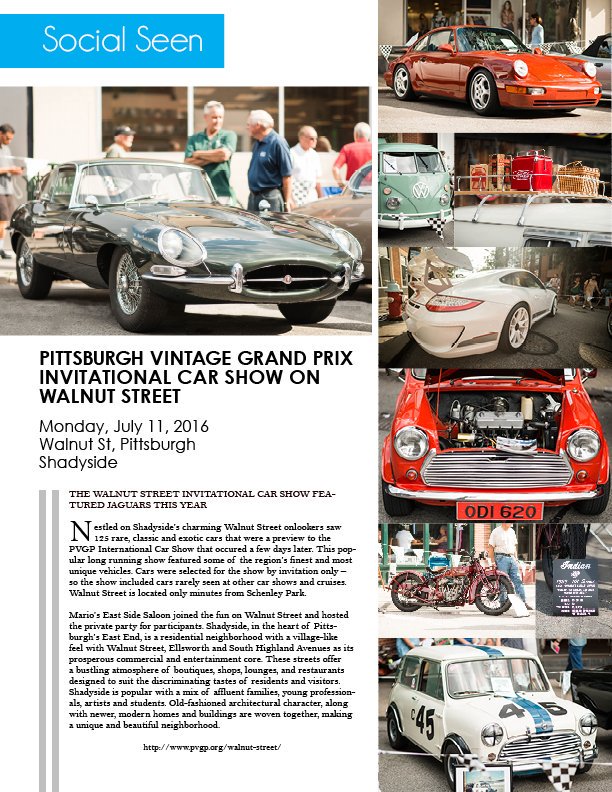 Social Seen
PITTSBURGH VINTAGE GRAND PRIX
INVITATIONAL CAR SHOW ON
WALNUT STREET
Monday, July 11, 2016
Walnut St, Pittsburgh
Shadyside
THE WALNUT STREET INVITATIONAL CAR SHOW FEA-
TURED JAGUARS THIS YEAR
Nestled on Shadyside's charming Walnut Street onlookers saw
125 rare, classic and exotic cars that were a preview to the
PVGP International Car Show that occured a few days later. This pop-
ular long running show featured some of the region's finest and most
unique vehicles. Cars were selected for the show by invitation only –
so the show included cars rarely seen at other car shows and cruises.
Walnut Street is located only minutes from Schenley Park.
Mario's East Side Saloon joined the fun on Walnut Street and hosted
the private party for participants. Shadyside, in the heart of Pitts-
burgh's East End, is a residential neighborhood with a village-like
feel with Walnut Street, Ellsworth and South Highland Avenues as its
prosperous commercial and entertainment core. These streets offer
a bustling atmosphere of boutiques, shops, lounges, and restaurants
designed to suit the discriminating tastes of residents and visitors.
Shadyside is popular with a mix of affluent families, young profession-
als, artists and students. Old-fashioned architectural character, along
with newer, modern homes and buildings are woven together, making
a unique and beautiful neighborhood.
http://www.pvgp.org/walnut-street/
ODI 620
Indian
45
45